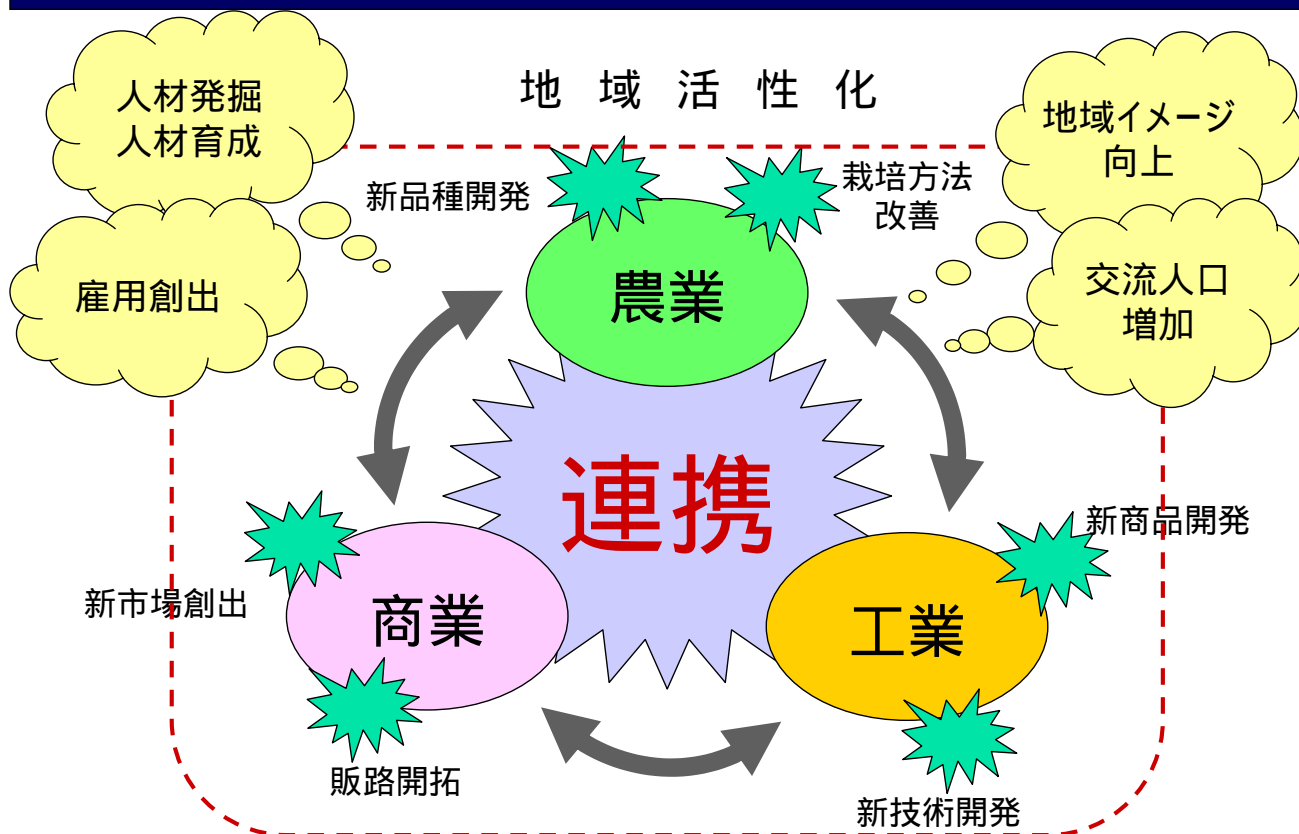 地域活性化
人材発掘
人材育成
地域イメージ
向上
新品種開発
栽培方法
改善
雇用創出
交流人口
増加
農業
連携
新商品開発
新市場創出
商業
工業
販路開拓
新技術開発